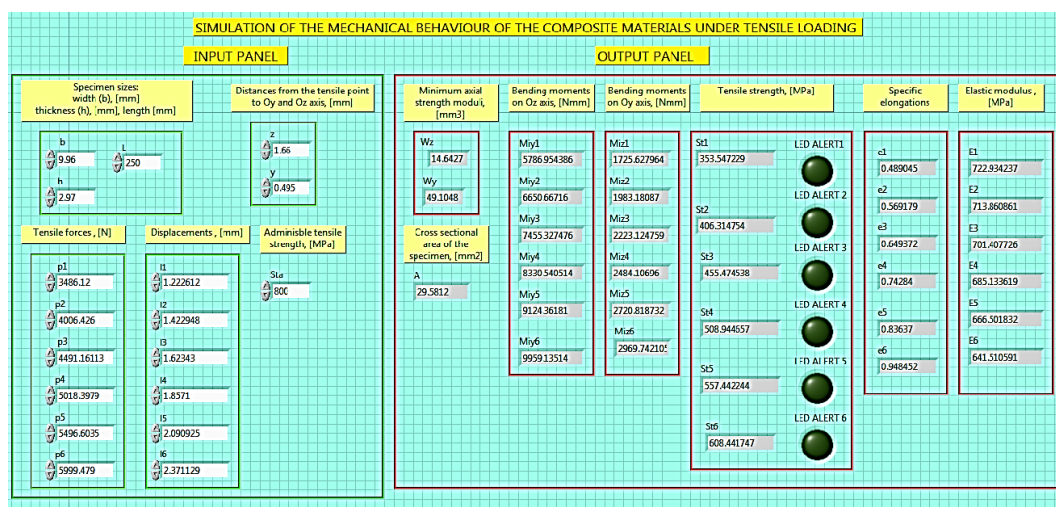 SIMULATION OF THE MECHANICAL BEHAVIOUR OF THE COMPOSITE MATERIALS UNDER TENSILE LOADING
INPUT PANEL
Specimen sizes:
width (b), [mm]
thickness (h), [mm], length [mm]
b
9.96
L
250
h
2.97
Distances from the tensile point
to Oy and Oz axis, [mm]
z
1.66
y
0.495
Tensile forces, [N]
p1
3486.12
p2
4006.426
p3
4491.16113
p4
5018.3979
p5
5496.6035
p6
5999.479
Displacements, [mm]
l1
1.222612
l2
1.422948
l3
1.62343
l4
1.8571
l5
2.090925
l6
2.371129
Adminisble tensile
strength, [MPa]
Sta
800
OUTPUT PANEL
Minimum axial
strength moduli,
[mm3]
Wz
14.6427
Wy
49.1048
Cross sectional
area of the
specimen, [mm2]
A
29.5812
Bending moments
on Oz axis, [Nmm]
Miy1
5786.954386
Miy2
6650.66716
Miy3
7455.327476
Miy4
8330.540514
Miy5
9124.36181
Miy6
9959.13514
Bending moments
on Oy axis, [Nmm]
Miz1
1725.627964
Miz2
1983.18087
Miz3
2223.124759
Miz4
2484.10696
Miz5
2720.818732
Miz6
2969.742105
Tensile strength, [MPa]
St1
353.547229
LED ALERT1
St2
406.314754
LED ALERT 2
St3
455.474538
LED ALERT 3
St4
508.944557
LED ALERT 4
St5
557.442244
LED ALERT 5
St6
608.441747
LED ALERT 6
Specific
elongations
e1
0.489045
e2
0.569179
e3
0.649372
e4
0.74284
e5
0.83637
e6
0.948452
Elastic modulus,
[MPa]
E1
722.934237
E2
713.860861
E3
701.407726
E4
685.133619
E5
666.501832
E6
641.510591